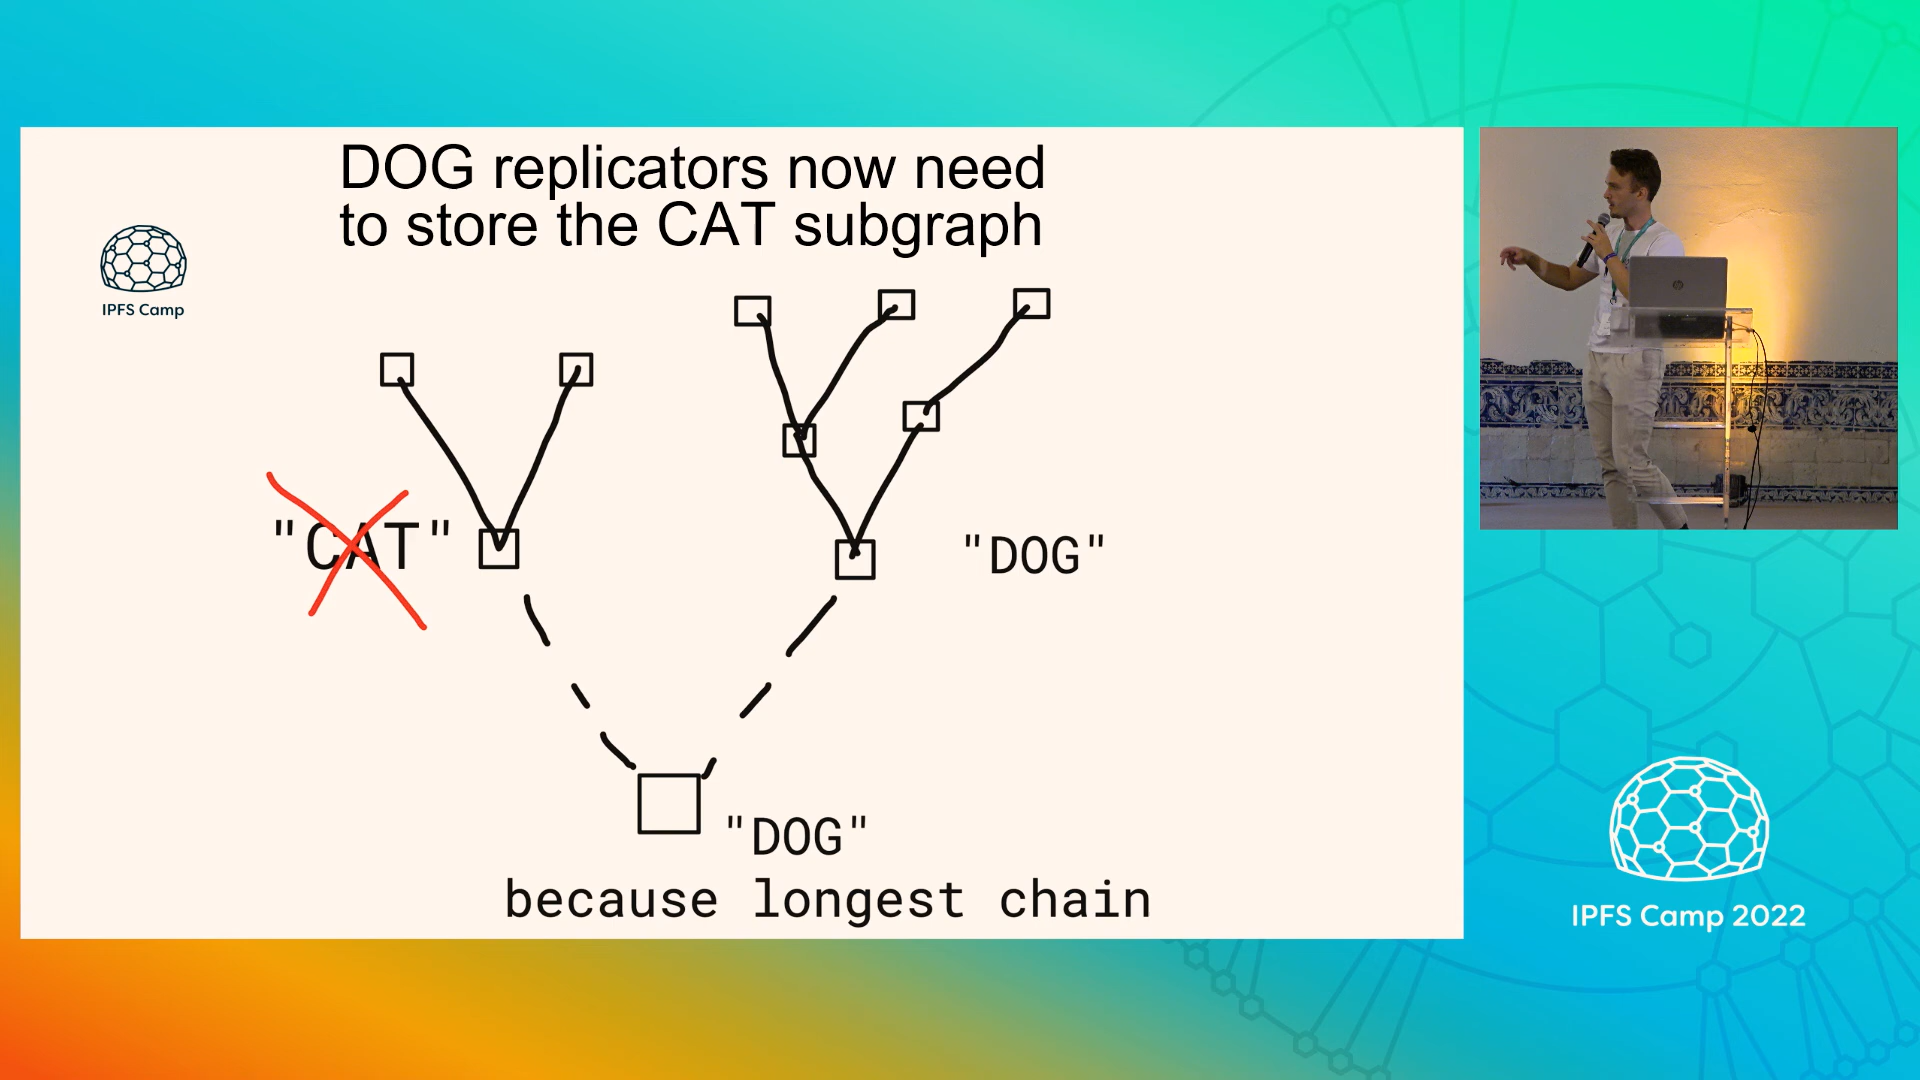 DOG replicators now need
to store the CAT subgraph
IPFS Camp
"CAT"
"DOG"
"DOG"
because longest chain
IPFS Camp 2022